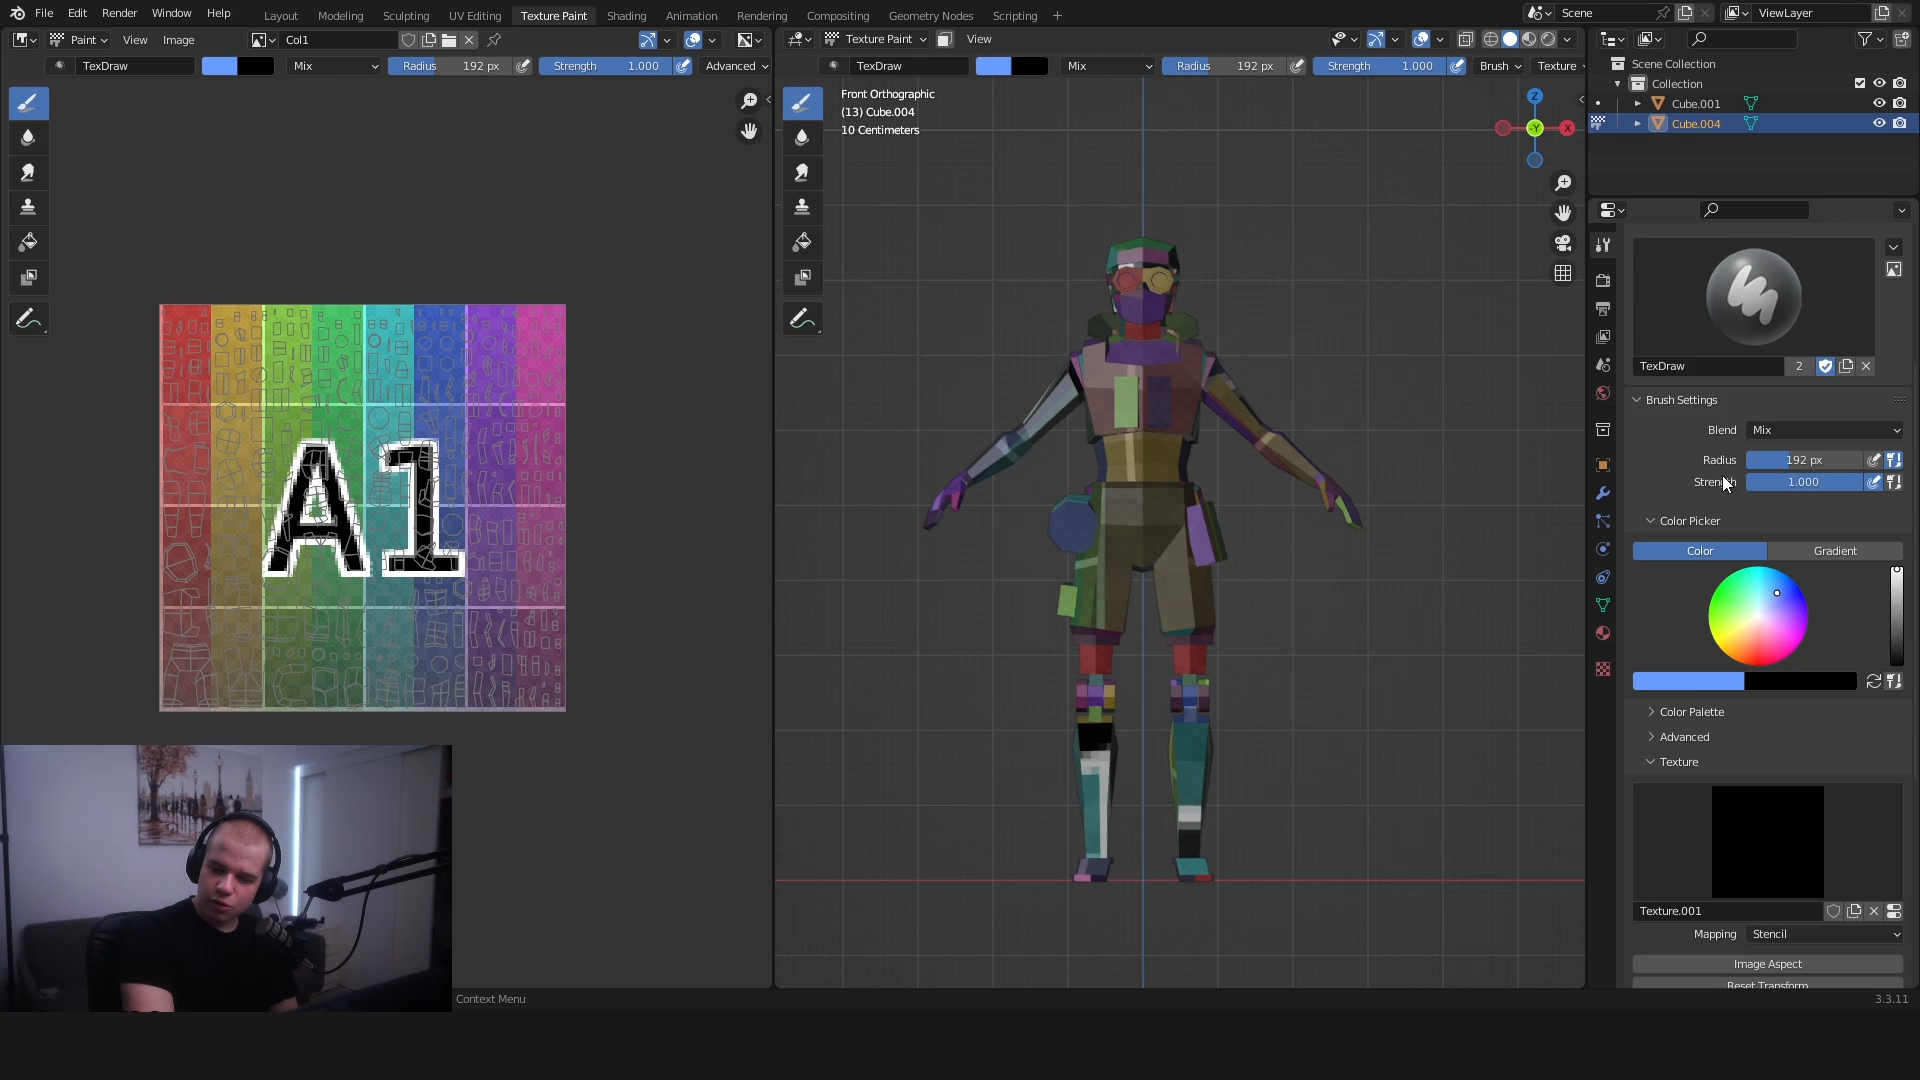 File Edit Render Window Help
Layout Modeling Sculpting UV Editing Texture Paint Shading Animation Rendering Compositing Geometry Nodes Scripting +
Scene
ViewLayer
Paint View Image
Col1
Texture Paint View
TexDraw
Mix
Radius 192 px
Strength 1.000
Advanced
TexDraw
Mix
Radius 192 px
Strength 1.000
Brush
Texture
Front Orthographic
(13) Cube.004
10 Centimeters
Z
-Y
X
A1
Scene Collection
Collection
Cube.001
Cube.004
TexDraw 2
Brush Settings
Blend Mix
Radius 192 px
Strength 1.000
Color Picker
Color Gradient
Color Palette
Advanced
Texture
Texture.001
Mapping Stencil
Image Aspect
Reset Transform
Context Menu
3.3.11